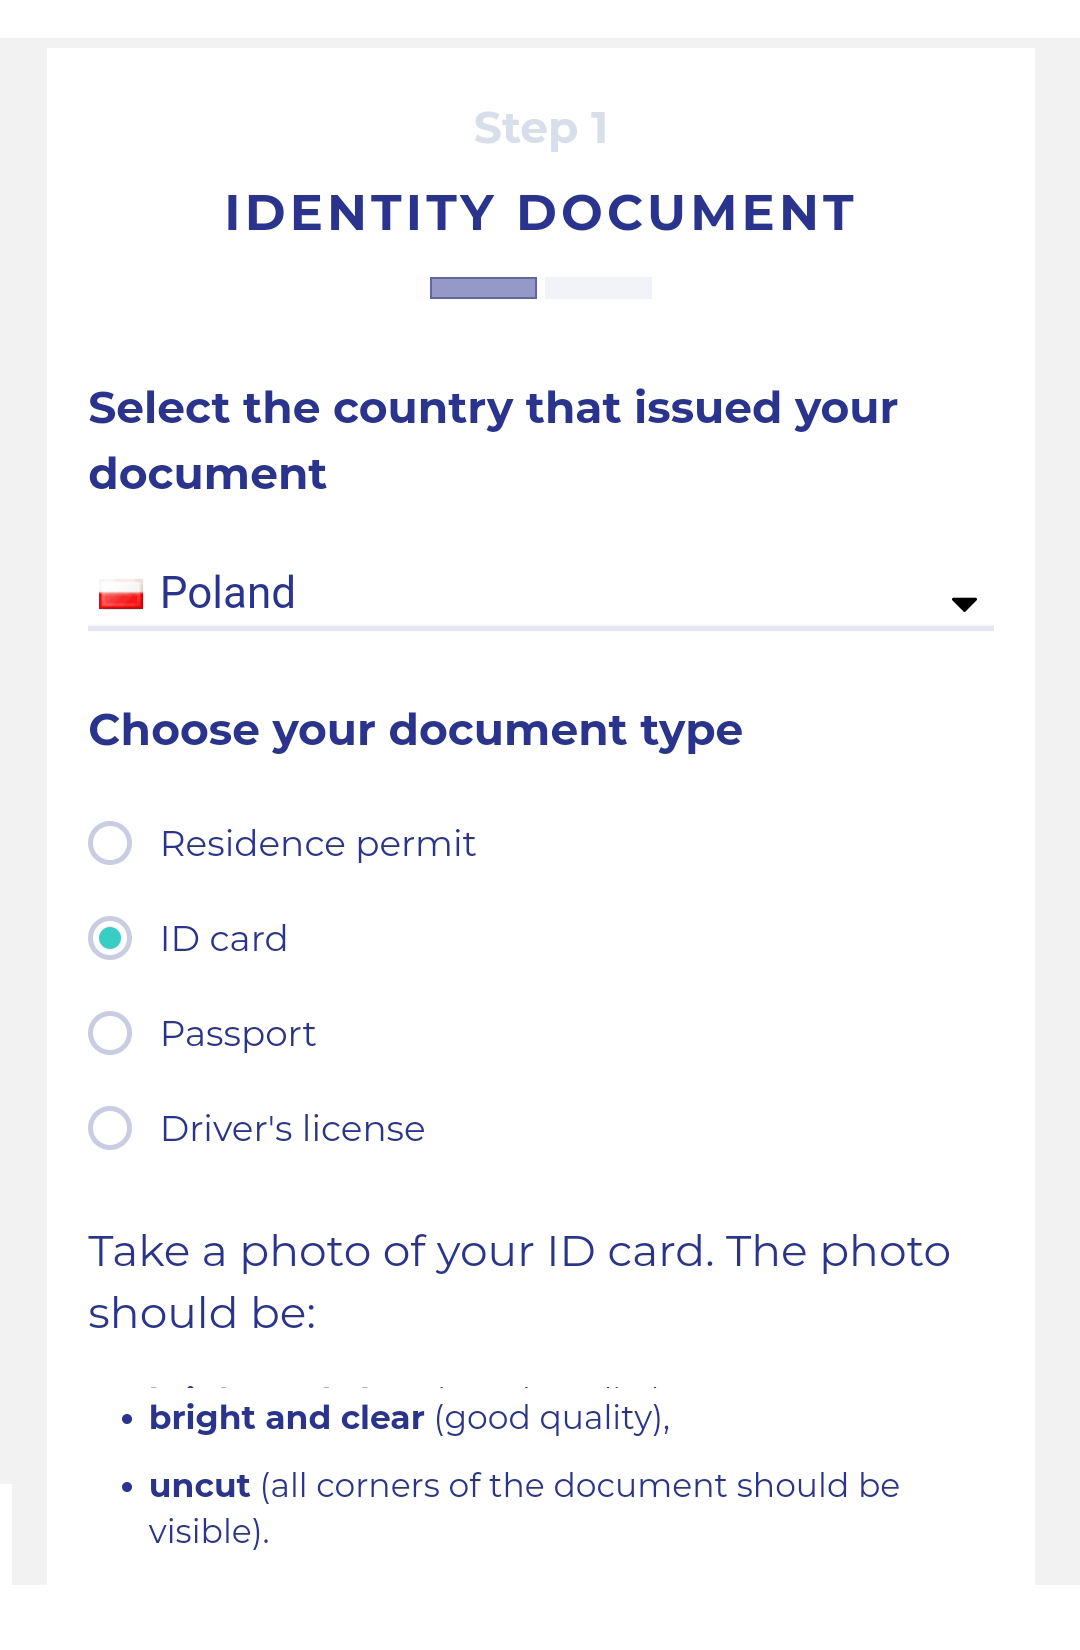 Step 1
IDENTITY DOCUMENT
Select the country that issued your
document
Poland
Choose your document type
Residence permit
ID card
Passport
Driver's license
Take a photo of your ID card. The photo
should be:
• bright and clear (good quality),
• uncut (all corners of the document should be
visible).